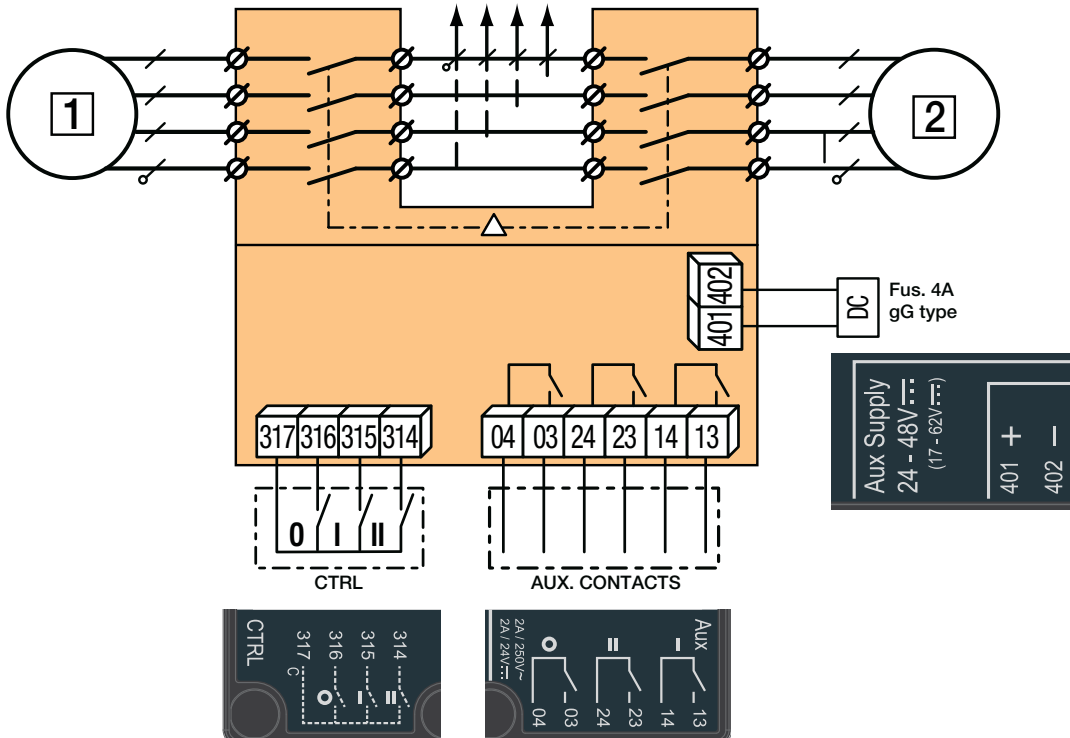 1
2
402
401
DC
Fus. 4A
gG type
317 316 315 314
04 03 24 23 14 13
0 I II
CTRL
AUX. CONTACTS
Aux Supply
24 - 48V⎓
(17 - 62V⎓)
401 +
402 −
CTRL
317 316 315 314
C
O I II
Aux
2A / 250V~
2A / 24V⎓
O II I
04 03 24 23 14 13